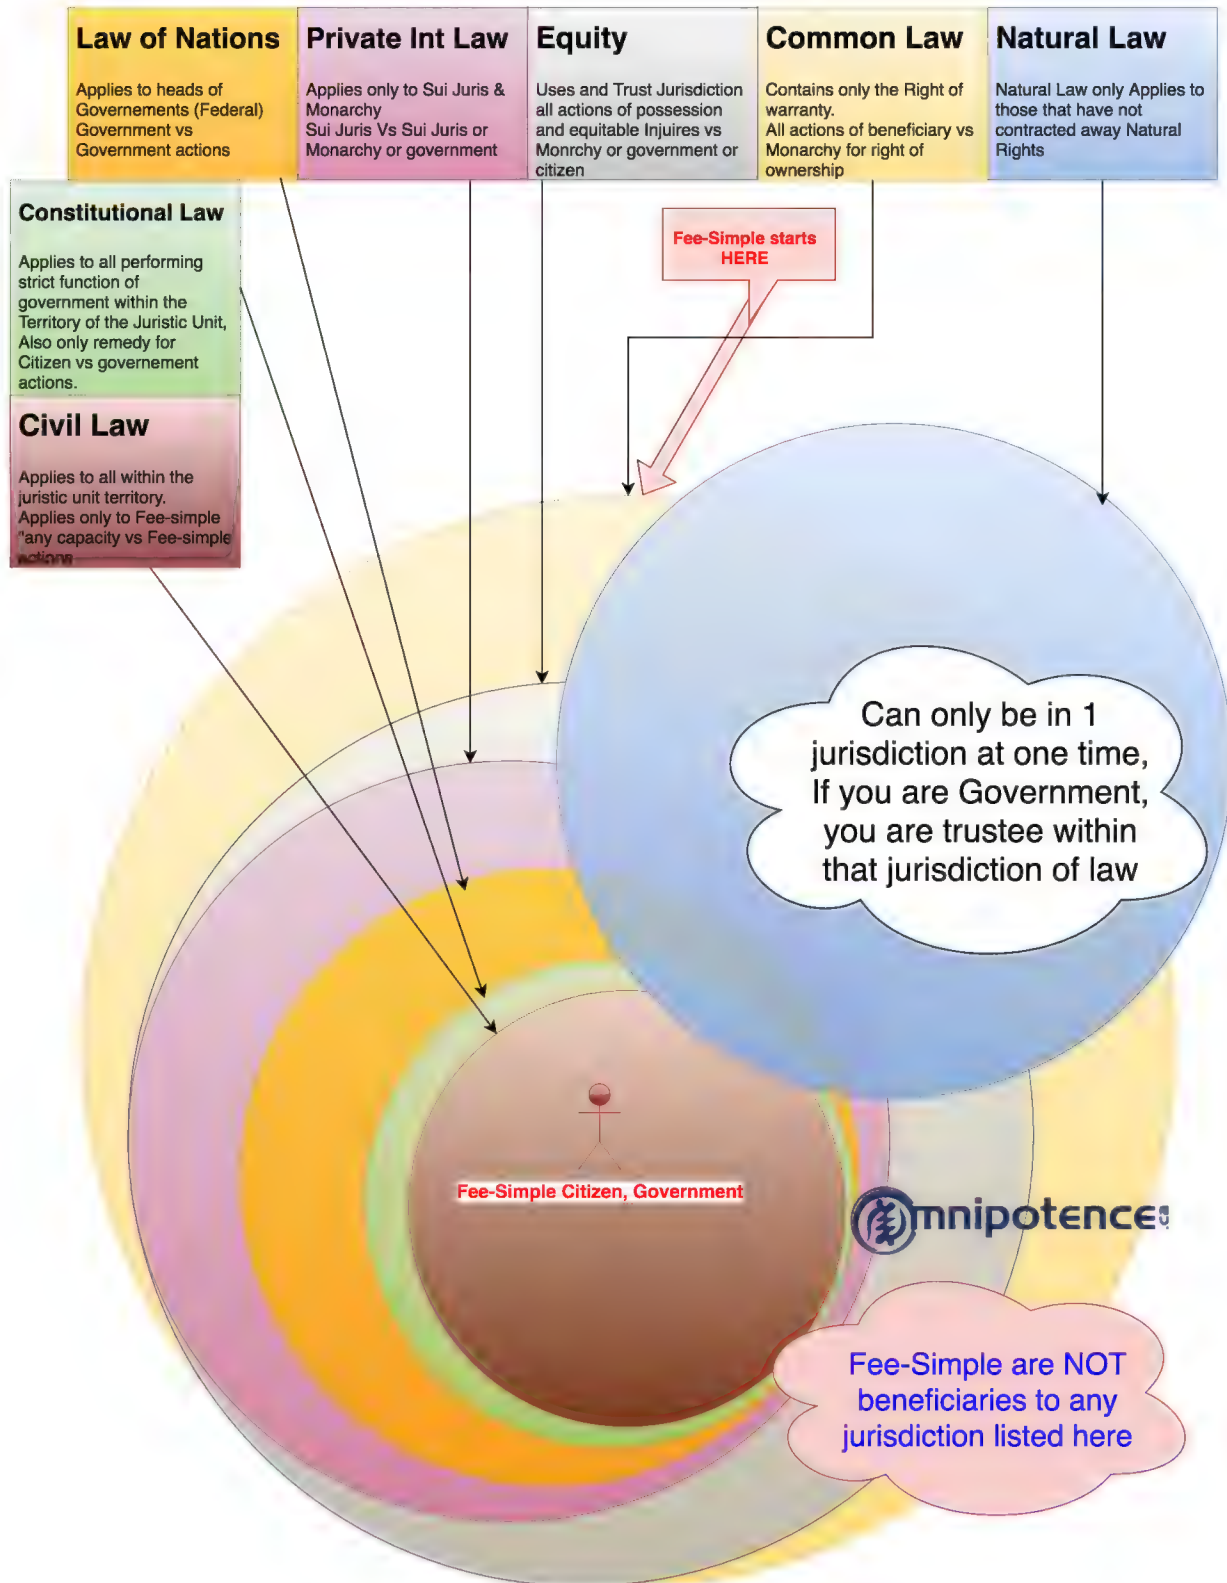 Law of Nations
Applies to heads of
Governements (Federal)
Government vs
Government actions
Private Int Law
Applies only to Sui Juris &
Monarchy
Sui Juris Vs Sui Juris or
Monarchy or government
Equity
Uses and Trust Jurisdiction
all actions of possession
and equitable Injuires vs
Monrchy or government or
citizen
Common Law
Contains only the Right of
warranty.
All actions of beneficiary vs
Monarchy for right of
ownership
Natural Law
Natural Law only Applies to
those that have not
contracted away Natural
Rights
Constitutional Law
Applies to all performing
strict function of
government within the
Territory of the Juristic Unit,
Also only remedy for
Citizen vs governement
actions.
Civil Law
Applies to all within the
juristic unit territory.
Applies only to Fee-simple
"any capacity vs Fee-simple
actions
Fee-Simple starts
HERE
Can only be in 1
jurisdiction at one time,
If you are Government,
you are trustee within
that jurisdiction of law
Fee-Simple Citizen, Government
Omnipotence
Fee-Simple are NOT
beneficiaries to any
jurisdiction listed here